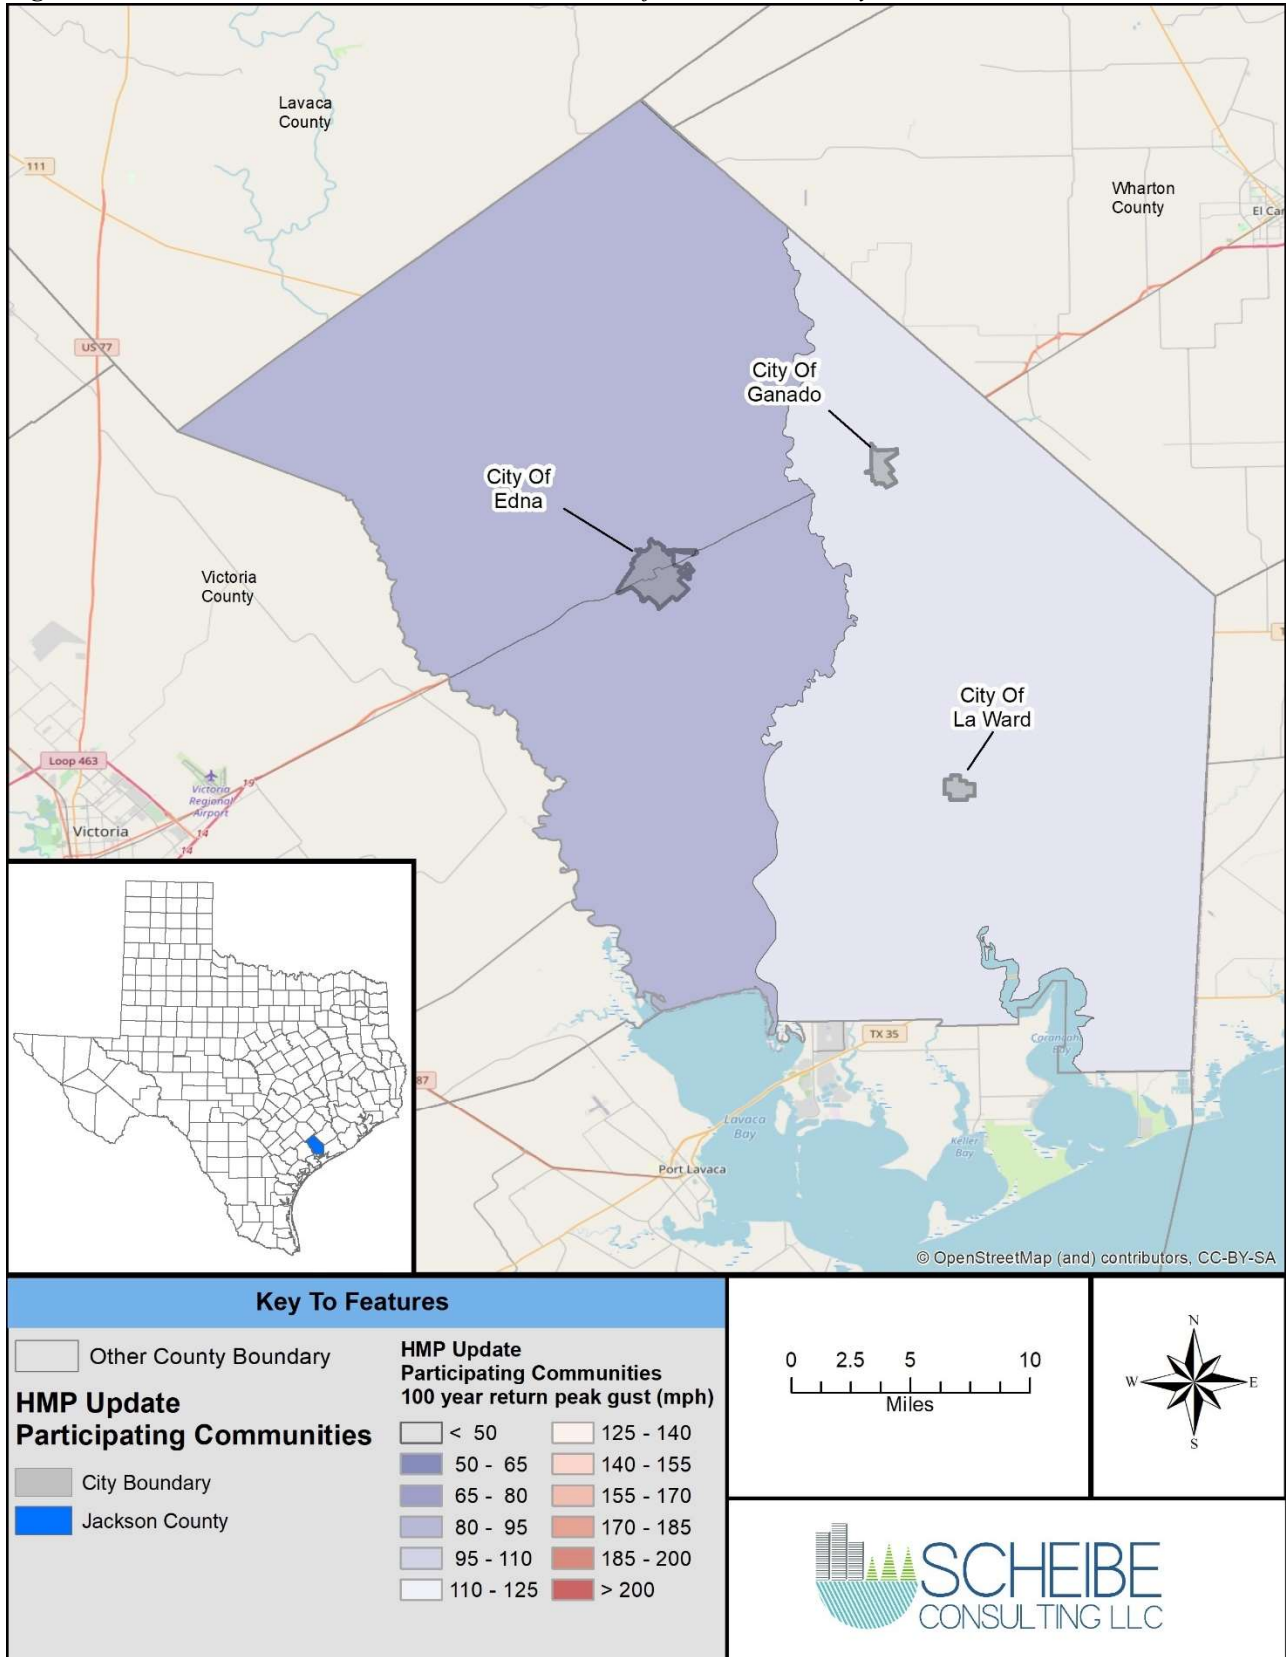 Lavaca
County
111
Wharton
County
US 77
City Of
Ganado
City Of
Edna
Victoria
County
City Of
La Ward
Loop 463
19
Victoria
Regional
Airport
14
Victoria
14
TX 35
87
Lavaca
Bay
Keller
Bay
Port Lavaca
© OpenStreetMap (and) contributors, CC-BY-SA
Key To Features
Other County Boundary
HMP Update
Participating Communities
City Boundary
Jackson County
HMP Update
Participating Communities
100 year return peak gust (mph)
< 50
50 - 65
65 - 80
80 - 95
95 - 110
110 - 125
125 - 140
140 - 155
155 - 170
170 - 185
185 - 200
> 200
0 2.5 5 10
Miles
N
W E
S
SCHEIBE
CONSULTING LLC